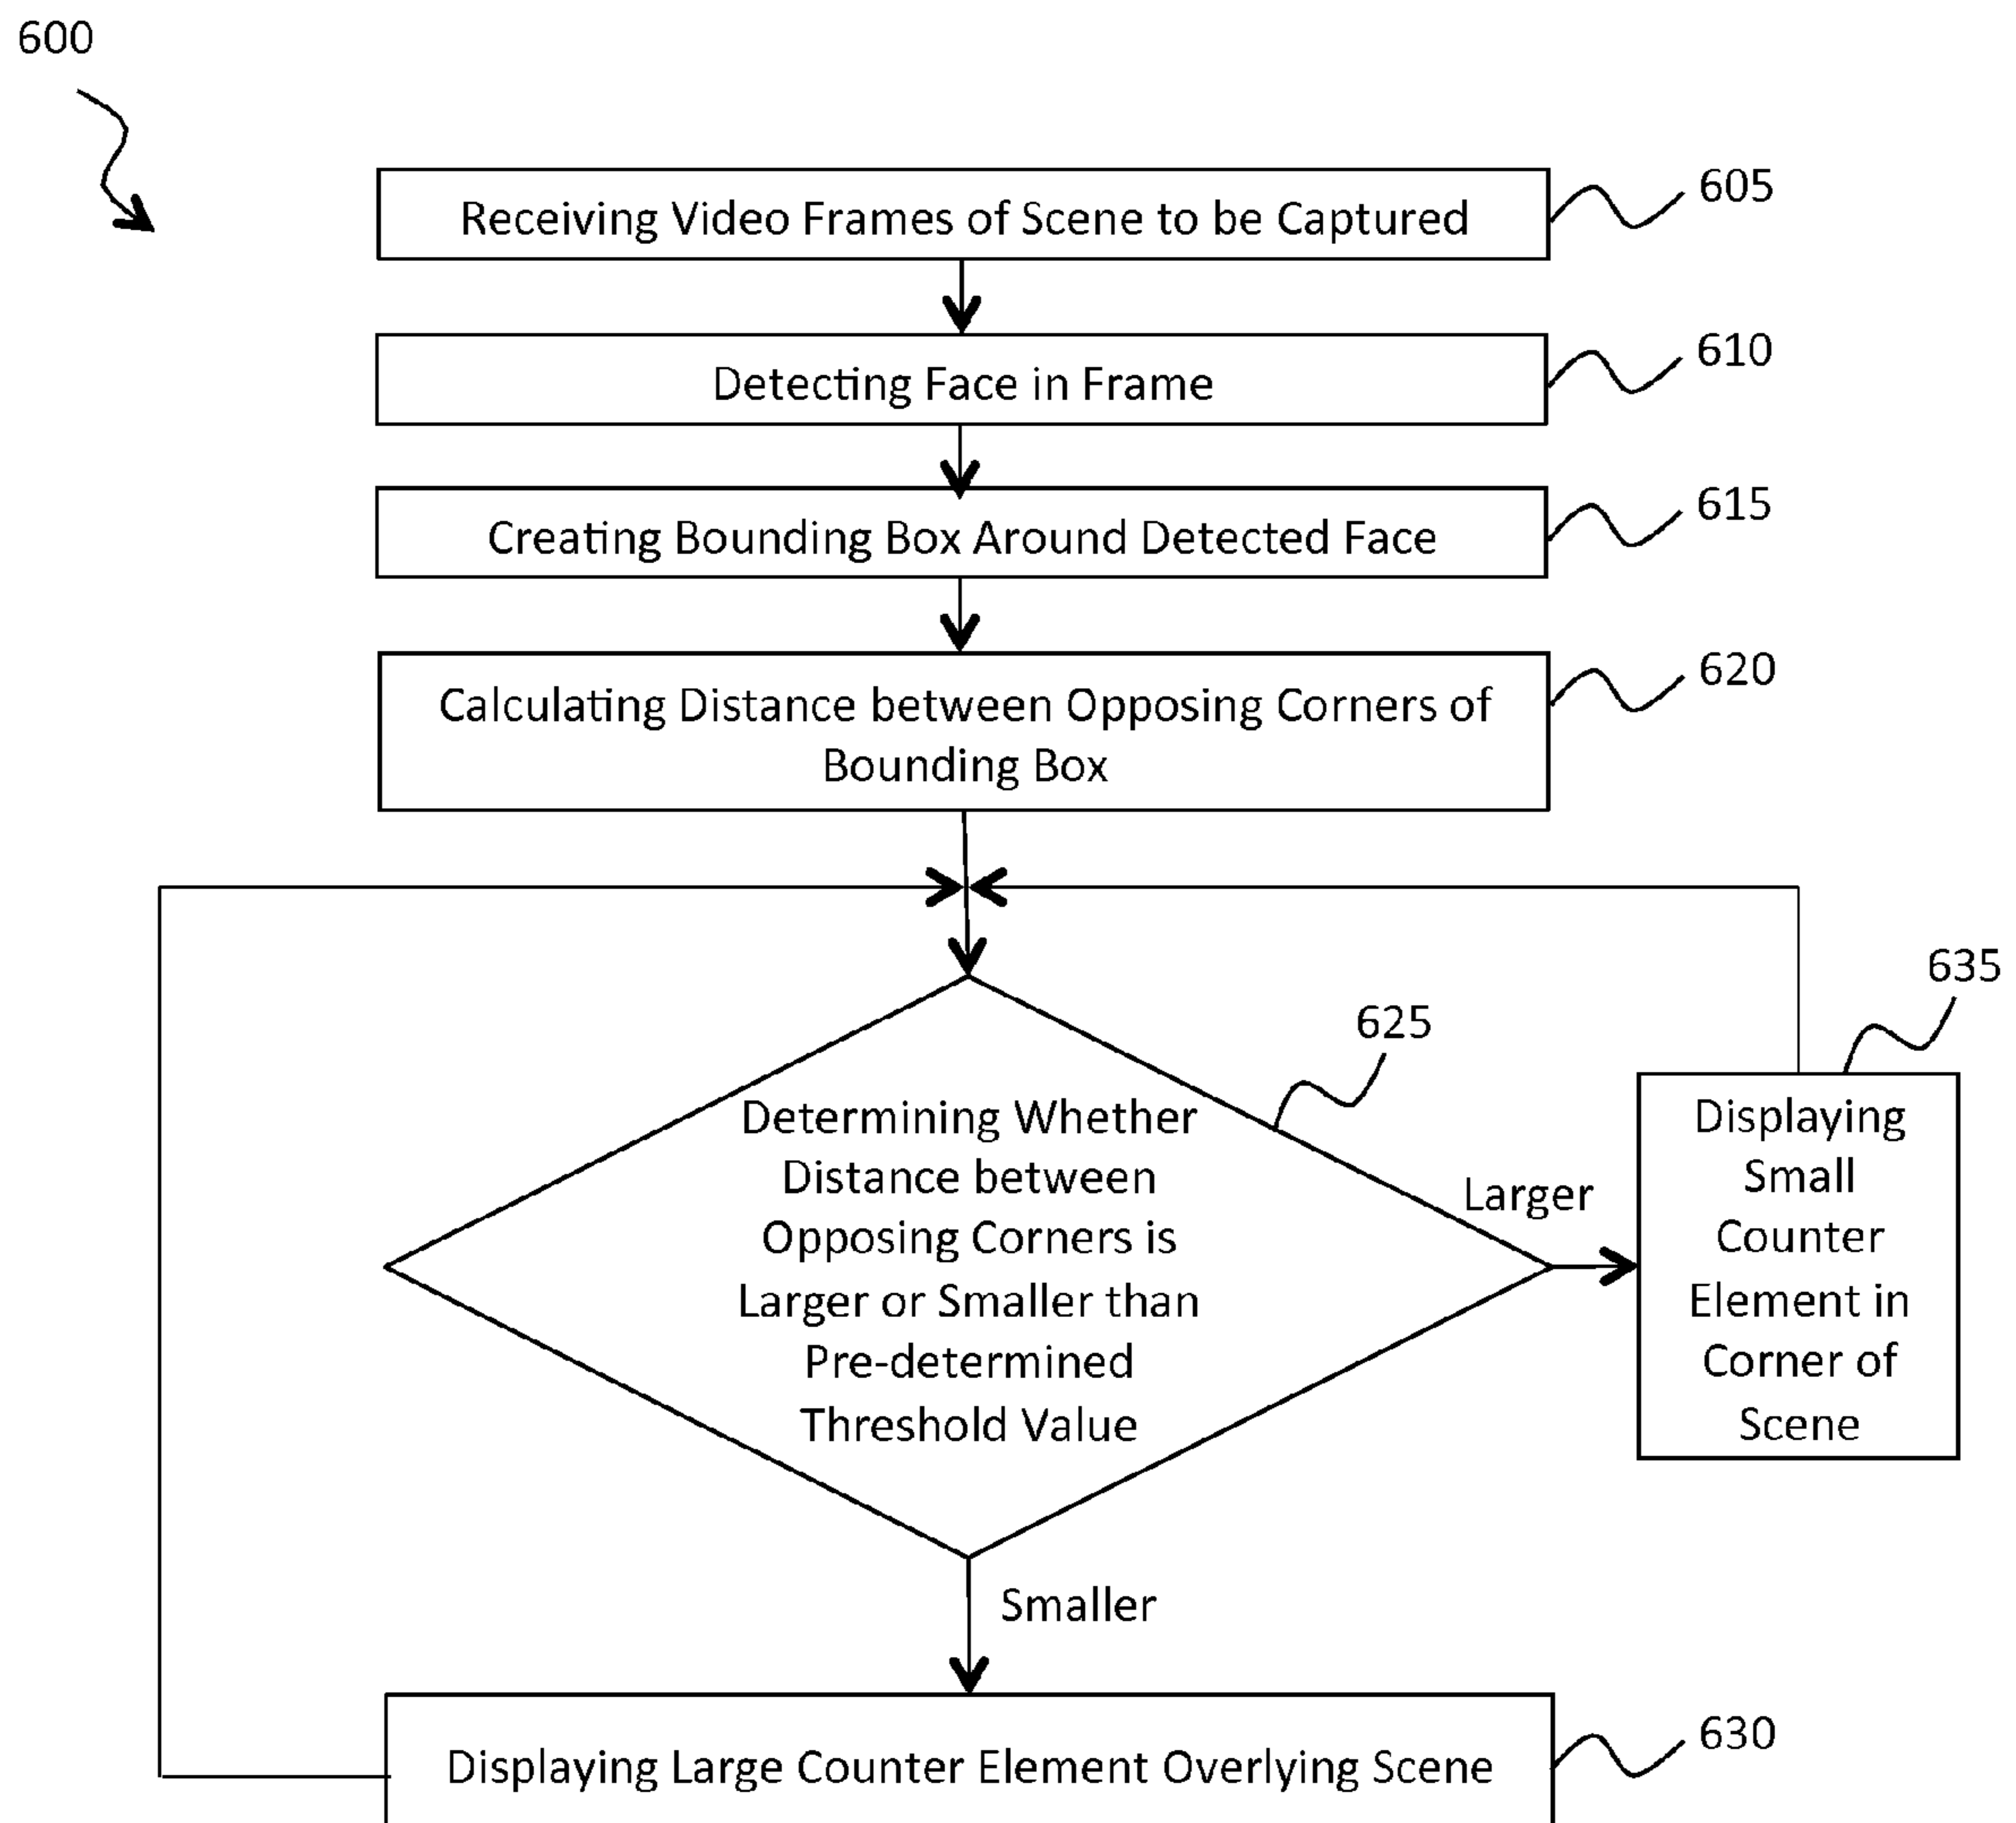 600
Receiving Video Frames of Scene to be Captured
605
Detecting Face in Frame
610
Creating Bounding Box Around Detected Face
615
Calculating Distance between Opposing Corners of
Bounding Box
620
625
Determining Whether
Distance between
Opposing Corners is
Larger or Smaller than
Pre-determined
Threshold Value
Larger
635
Displaying
Small
Counter
Element in
Corner of
Scene
Smaller
Displaying Large Counter Element Overlying Scene
630